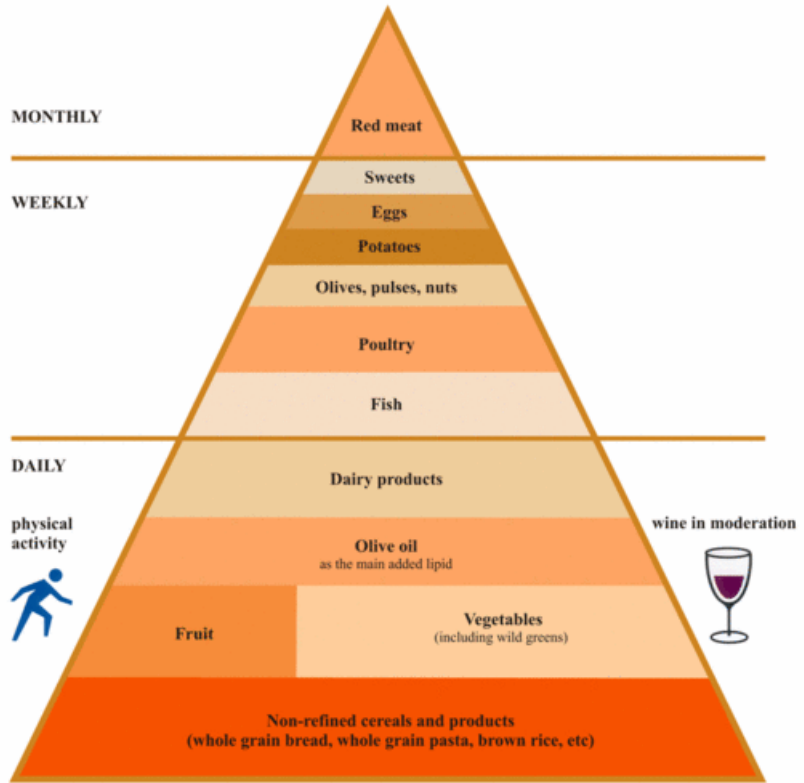 MONTHLY
Red meat
Sweets
WEEKLY
Eggs
Potatoes
Olives, pulses, nuts
Poultry
Fish
DAILY
Dairy products
physical
activity
wine in moderation
Olive oil
as the main added lipid
Fruit
Vegetables
(including wild greens)
Non-refined cereals and products
(whole grain bread, whole grain pasta, brown rice, etc)